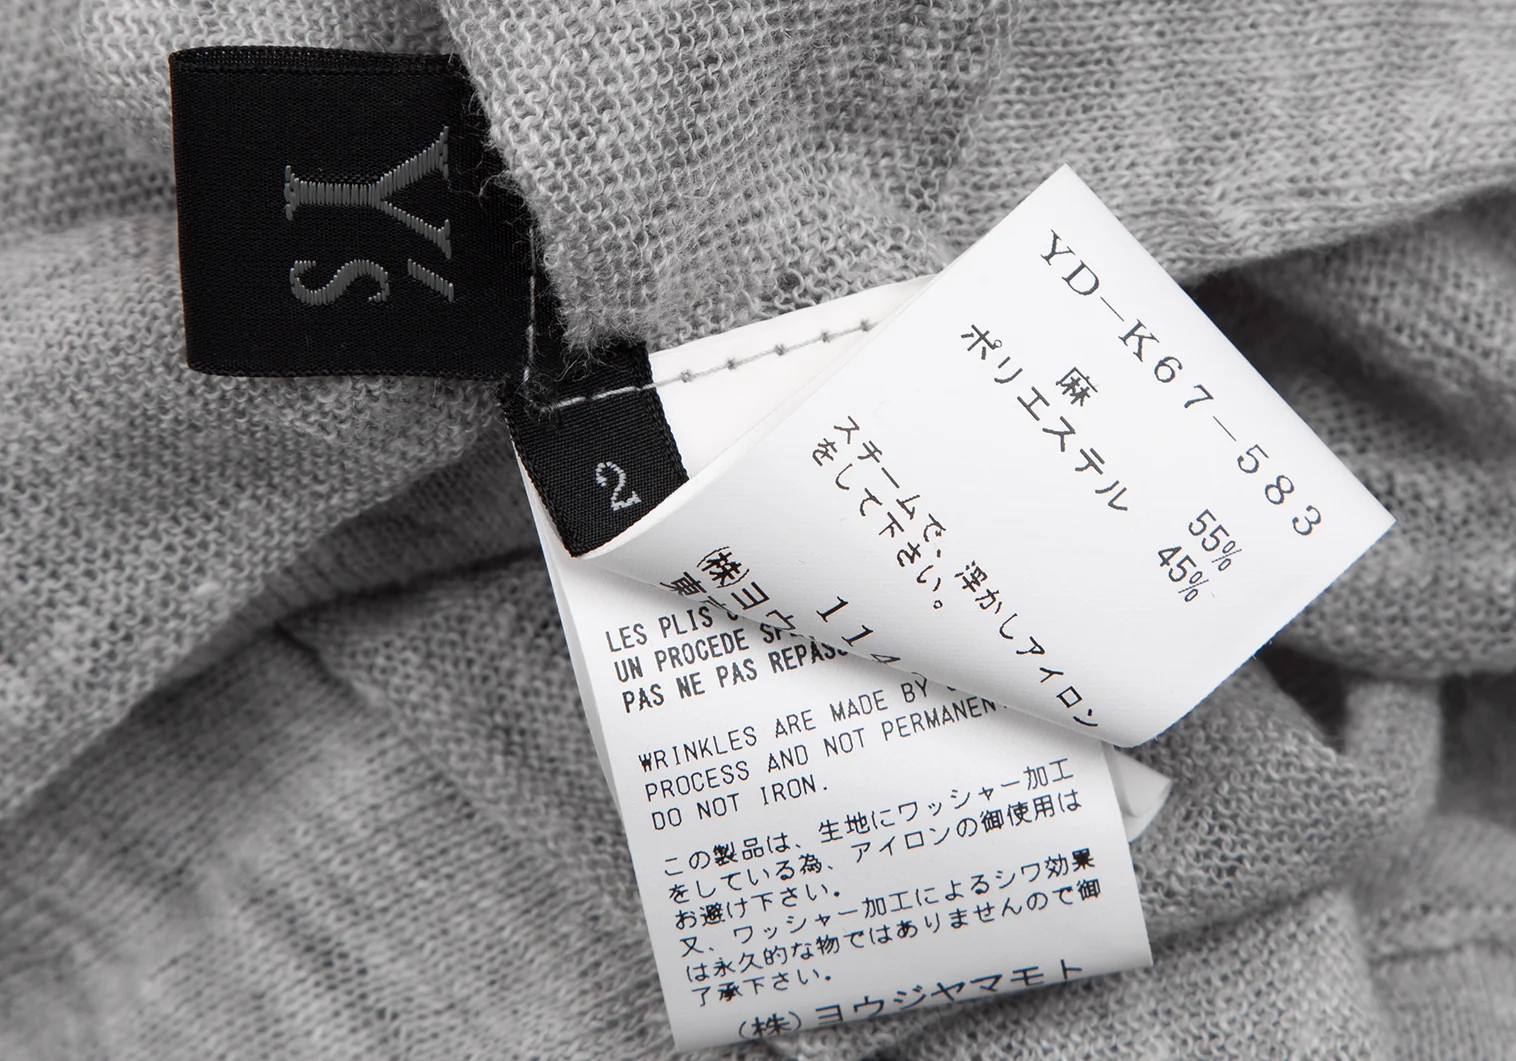 Y's
2
YD-K67-583
麻 55%
ポリエステル 45%
スチームで、浮かしアイロン
をして下さい。
(株)ヨウ
東
114
LES PLIS
UN PROCEDE
PAS NE PAS
WRINKLES ARE MADE BY
PROCESS AND NOT PERMANENT
DO NOT IRON.
この製品は、生地にワッシャー加工
をしている為、アイロンの御使用は
お避け下さい。
又、ワッシャー加工によるシワ効果
は永久的な物ではありませんので御
了承下さい。
(株)ヨウジヤマモト